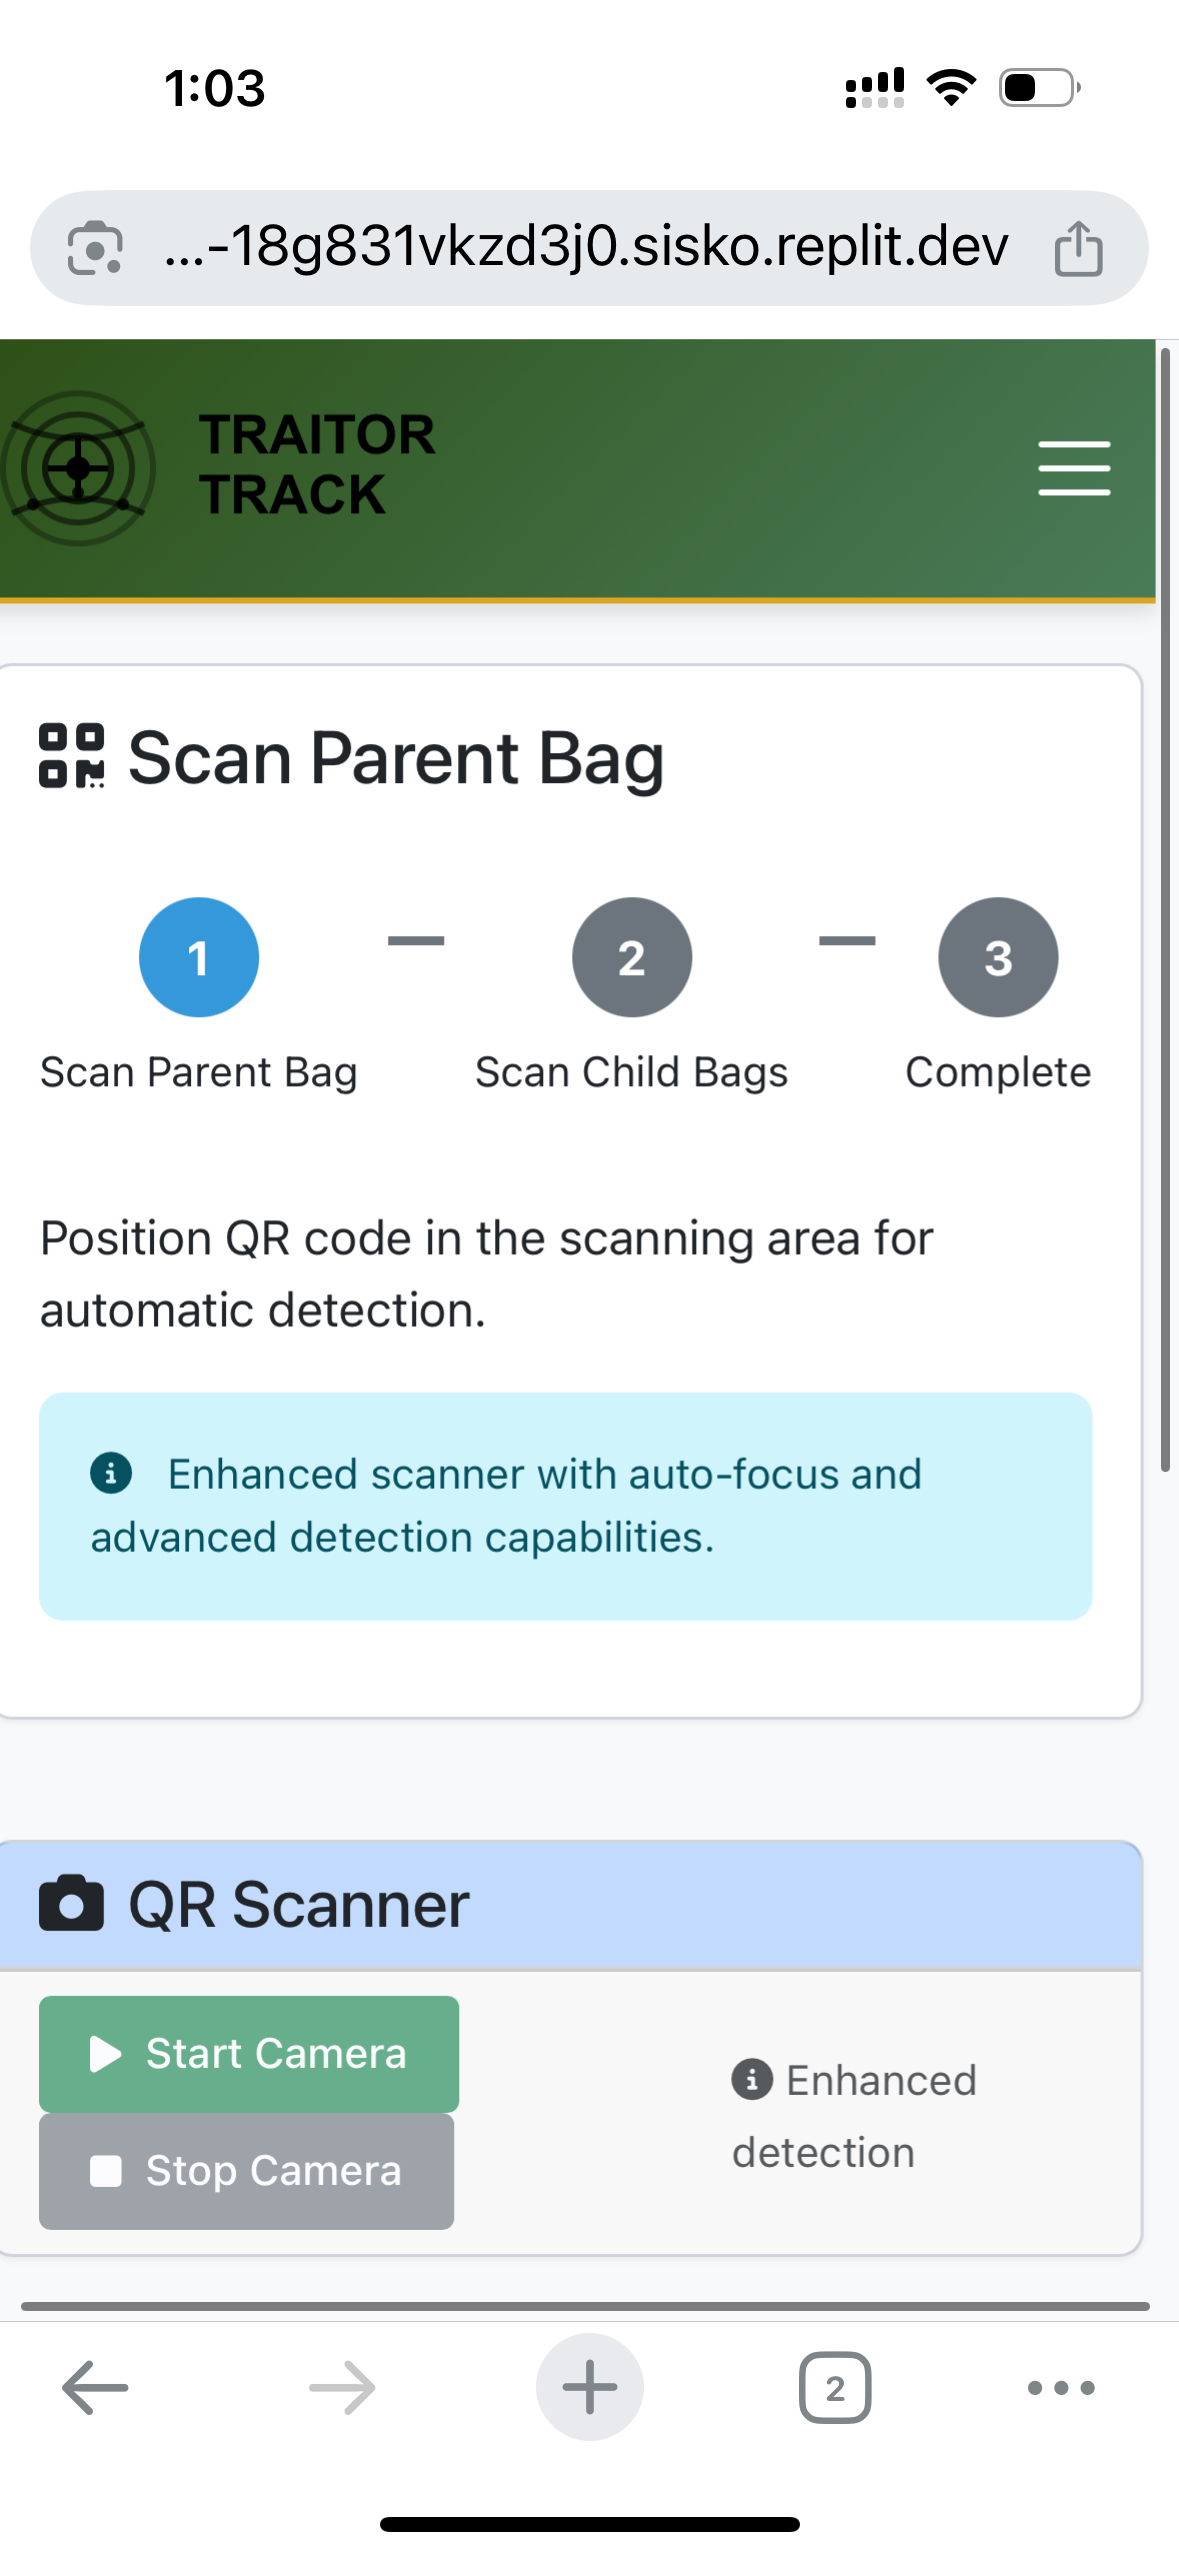 1:03
...-18g831vkzd3j0.sisko.replit.dev
TRAITOR
TRACK
Scan Parent Bag
1
2
3
Scan Parent Bag
Scan Child Bags
Complete
Position QR code in the scanning area for
automatic detection.
Enhanced scanner with auto-focus and
advanced detection capabilities.
QR Scanner
Start Camera
Stop Camera
Enhanced
detection
2